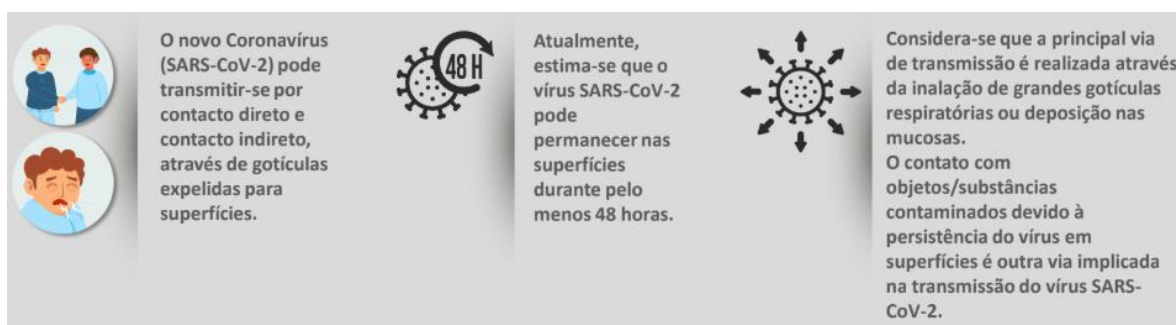 O novo Coronavírus
(SARS-CoV-2) pode
transmitir-se por
contacto direto e
contacto indireto,
através de gotículas
expelidas para
superfícies.
48 H
Atualmente,
estima-se que o
vírus SARS-CoV-2
pode
permanecer nas
superfícies
durante pelo
menos 48 horas.
Considera-se que a principal via
de transmissão é realizada através
da inalação de grandes gotículas
respiratórias ou deposição nas
mucosas.
O contato com
objetos/substâncias
contaminados devido à
persistência do vírus em
superfícies é outra via implicada
na transmissão do vírus SARS-
CoV-2.